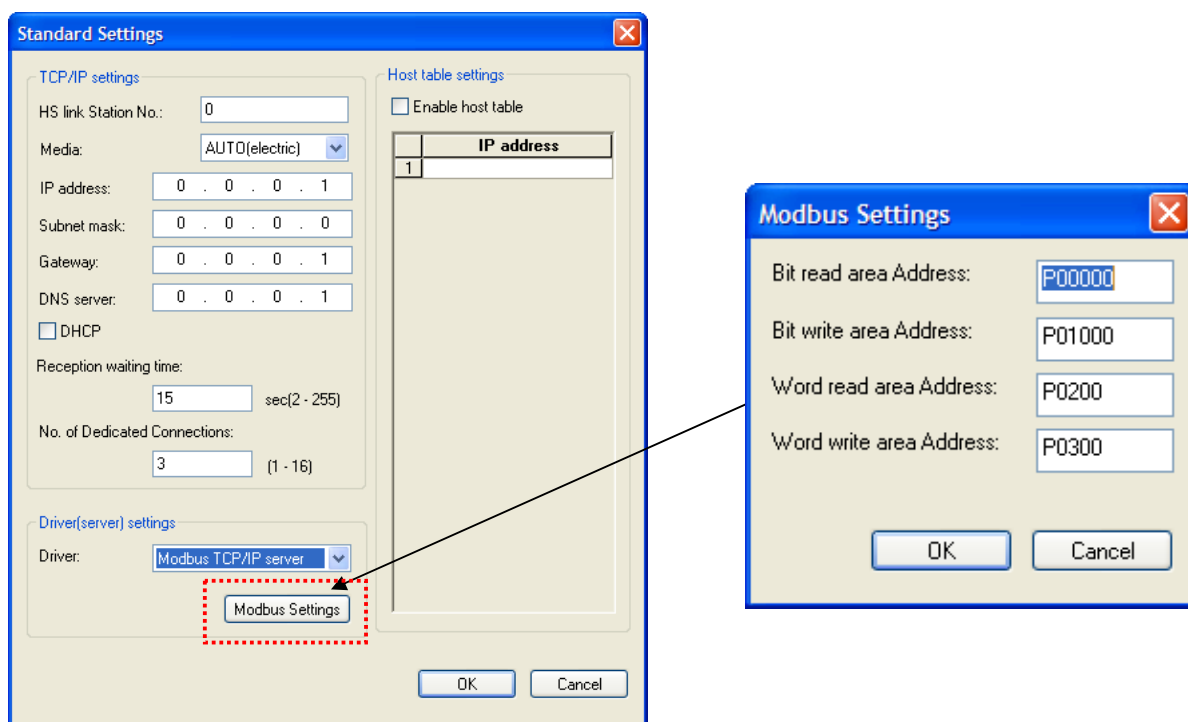 Standard Settings
TCP/IP settings
HS link Station No.: 0
Media: AUTO(electric)
IP address: 0 . 0 . 0 . 1
Subnet mask: 0 . 0 . 0 . 0
Gateway: 0 . 0 . 0 . 1
DNS server: 0 . 0 . 0 . 1
DHCP
Reception waiting time:
15 sec(2 - 255)
No. of Dedicated Connections:
3 (1 - 16)
Driver(server) settings
Driver: Modbus TCP/IP server
Modbus Settings
Host table settings
Enable host table
IP address
1
OK Cancel
Modbus Settings
Bit read area Address: P00000
Bit write area Address: P01000
Word read area Address: P0200
Word write area Address: P0300
OK Cancel